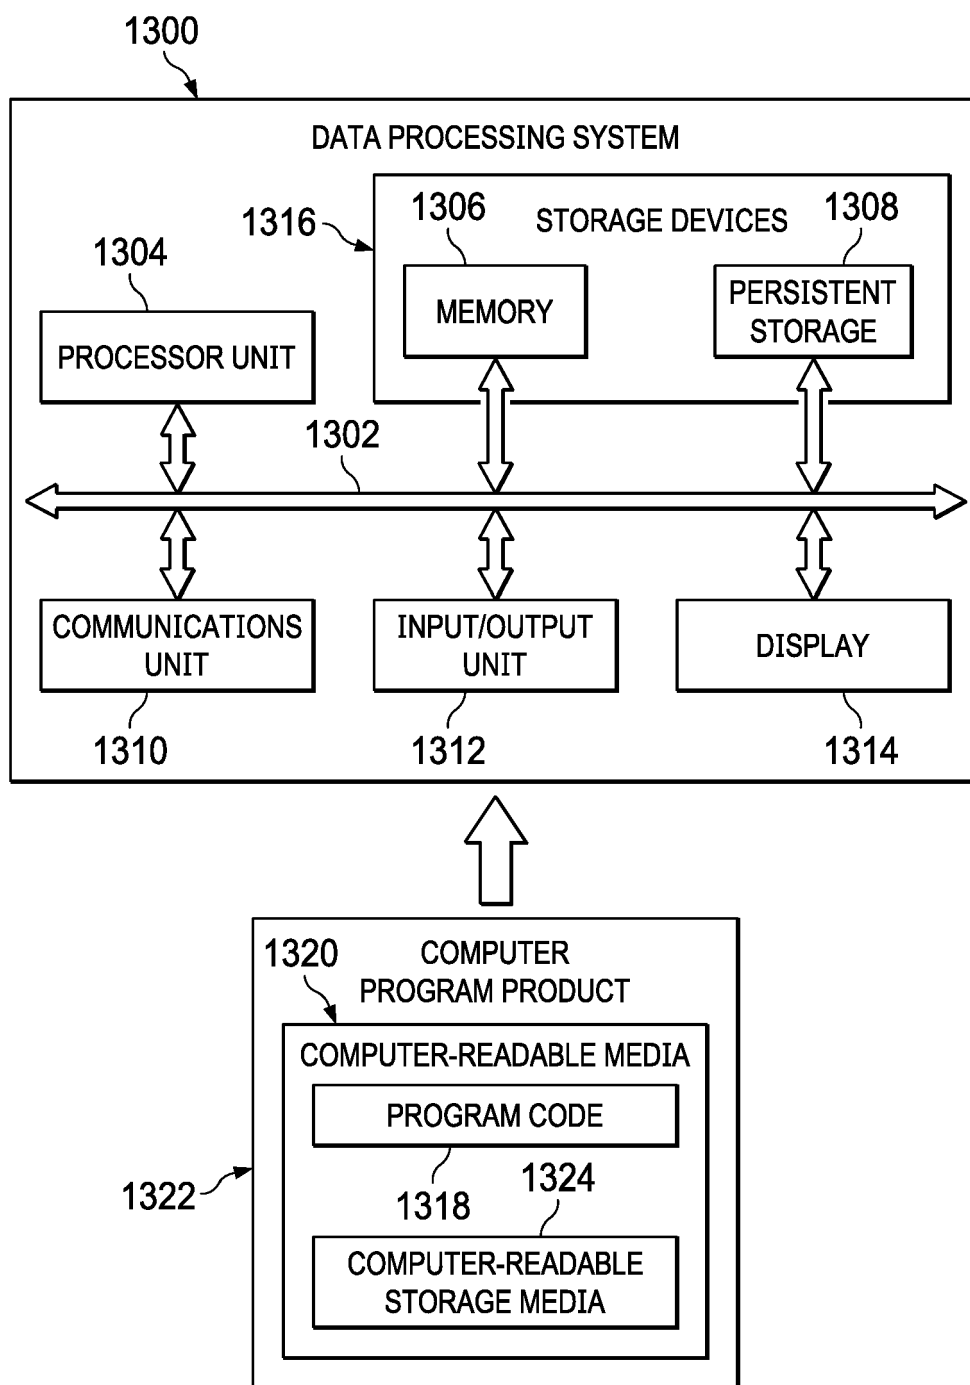 1300
DATA PROCESSING SYSTEM
1316
1306
STORAGE DEVICES
1308
1304
MEMORY
PERSISTENT
STORAGE
PROCESSOR UNIT
1302
COMMUNICATIONS
UNIT
INPUT/OUTPUT
UNIT
DISPLAY
1310
1312
1314
COMPUTER
PROGRAM PRODUCT
1320
COMPUTER-READABLE MEDIA
PROGRAM CODE
1322
1318
1324
COMPUTER-READABLE
STORAGE MEDIA